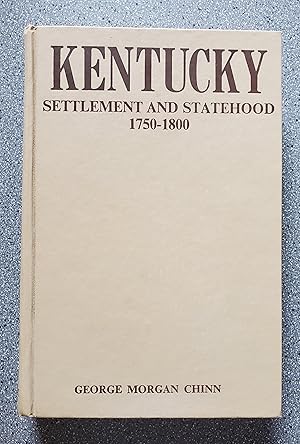 KENTUCKY
SETTLEMENT AND STATEHOOD
1750-1800
GEORGE MORGAN CHINN